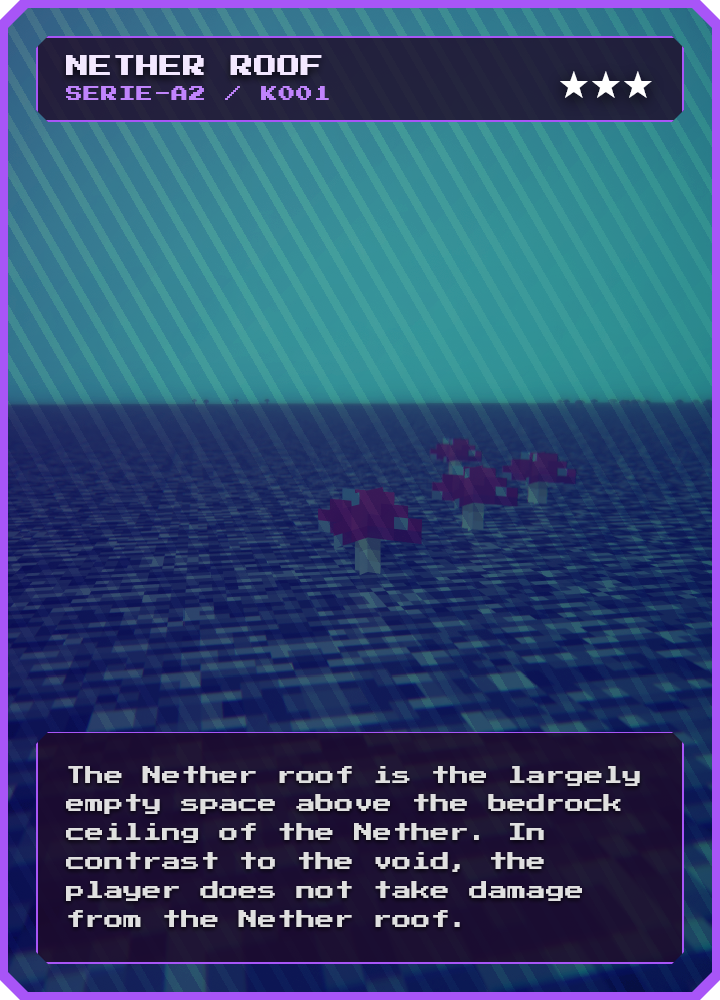 NETHER ROOF
SERIE-A2 / K001
★★★
The Nether roof is the largely
empty space above the bedrock
ceiling of the Nether. In
contrast to the void, the
player does not take damage
from the Nether roof.